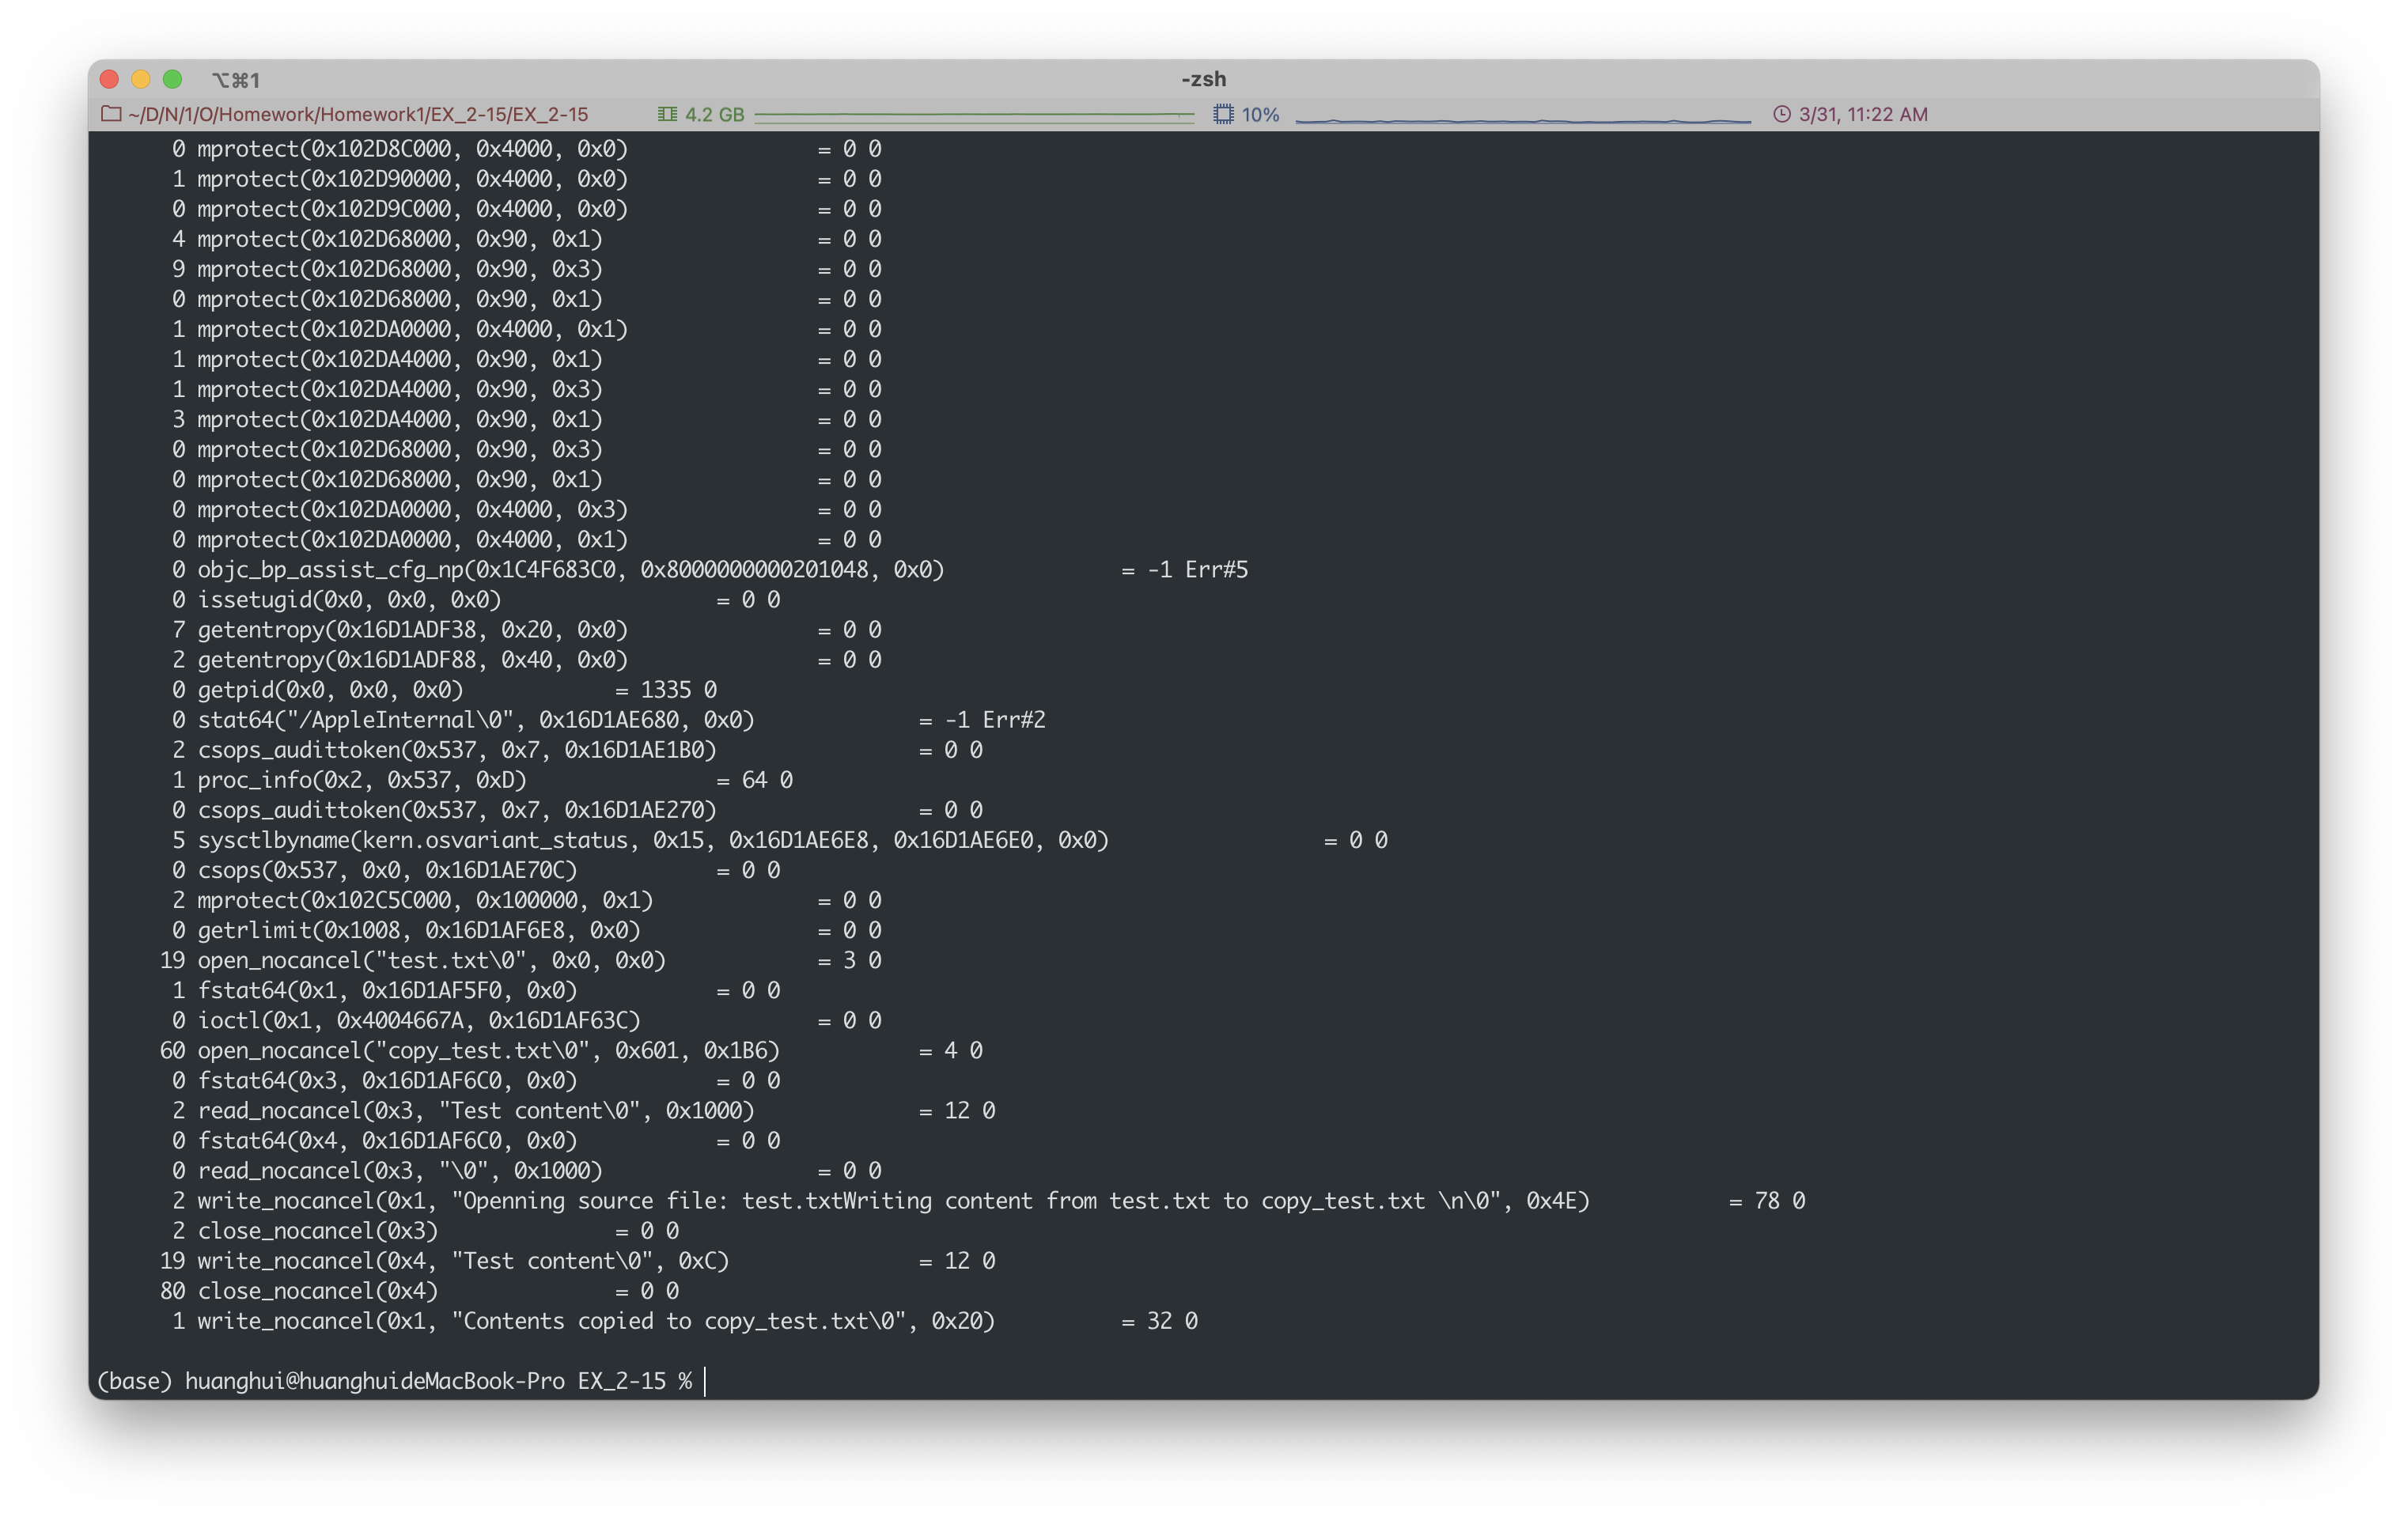 ⌥⌘1
-zsh
~/D/N/1/O/Homework/Homework1/EX_2-15/EX_2-15 4.2 GB 10% 3/31, 11:22 AM
0 mprotect(0x102D8C000, 0x4000, 0x0) = 0 0
1 mprotect(0x102D90000, 0x4000, 0x0) = 0 0
0 mprotect(0x102D9C000, 0x4000, 0x0) = 0 0
4 mprotect(0x102D68000, 0x90, 0x1) = 0 0
9 mprotect(0x102D68000, 0x90, 0x3) = 0 0
0 mprotect(0x102D68000, 0x90, 0x1) = 0 0
1 mprotect(0x102DA0000, 0x4000, 0x1) = 0 0
1 mprotect(0x102DA4000, 0x90, 0x1) = 0 0
1 mprotect(0x102DA4000, 0x90, 0x3) = 0 0
3 mprotect(0x102DA4000, 0x90, 0x1) = 0 0
0 mprotect(0x102D68000, 0x90, 0x3) = 0 0
0 mprotect(0x102D68000, 0x90, 0x1) = 0 0
0 mprotect(0x102DA0000, 0x4000, 0x3) = 0 0
0 mprotect(0x102DA0000, 0x4000, 0x1) = 0 0
0 objc_bp_assist_cfg_np(0x1C4F683C0, 0x8000000000201048, 0x0) = -1 Err#5
0 issetugid(0x0, 0x0, 0x0) = 0 0
7 getentropy(0x16D1ADF38, 0x20, 0x0) = 0 0
2 getentropy(0x16D1ADF88, 0x40, 0x0) = 0 0
0 getpid(0x0, 0x0, 0x0) = 1335 0
0 stat64("/AppleInternal\0", 0x16D1AE680, 0x0) = -1 Err#2
2 csops_audittoken(0x537, 0x7, 0x16D1AE1B0) = 0 0
1 proc_info(0x2, 0x537, 0xD) = 64 0
0 csops_audittoken(0x537, 0x7, 0x16D1AE270) = 0 0
5 sysctlbyname(kern.osvariant_status, 0x15, 0x16D1AE6E8, 0x16D1AE6E0, 0x0) = 0 0
0 csops(0x537, 0x0, 0x16D1AE70C) = 0 0
2 mprotect(0x102C5C000, 0x100000, 0x1) = 0 0
0 getrlimit(0x1008, 0x16D1AF6E8, 0x0) = 0 0
19 open_nocancel("test.txt\0", 0x0, 0x0) = 3 0
1 fstat64(0x1, 0x16D1AF5F0, 0x0) = 0 0
0 ioctl(0x1, 0x4004667A, 0x16D1AF63C) = 0 0
60 open_nocancel("copy_test.txt\0", 0x601, 0x1B6) = 4 0
0 fstat64(0x3, 0x16D1AF6C0, 0x0) = 0 0
2 read_nocancel(0x3, "Test content\0", 0x1000) = 12 0
0 fstat64(0x4, 0x16D1AF6C0, 0x0) = 0 0
0 read_nocancel(0x3, "\0", 0x1000) = 0 0
2 write_nocancel(0x1, "Openning source file: test.txtWriting content from test.txt to copy_test.txt \n\0", 0x4E) = 78 0
2 close_nocancel(0x3) = 0 0
19 write_nocancel(0x4, "Test content\0", 0xC) = 12 0
80 close_nocancel(0x4) = 0 0
1 write_nocancel(0x1, "Contents copied to copy_test.txt\0", 0x20) = 32 0
(base) huanghui@huanghuideMacBook-Pro EX_2-15 %